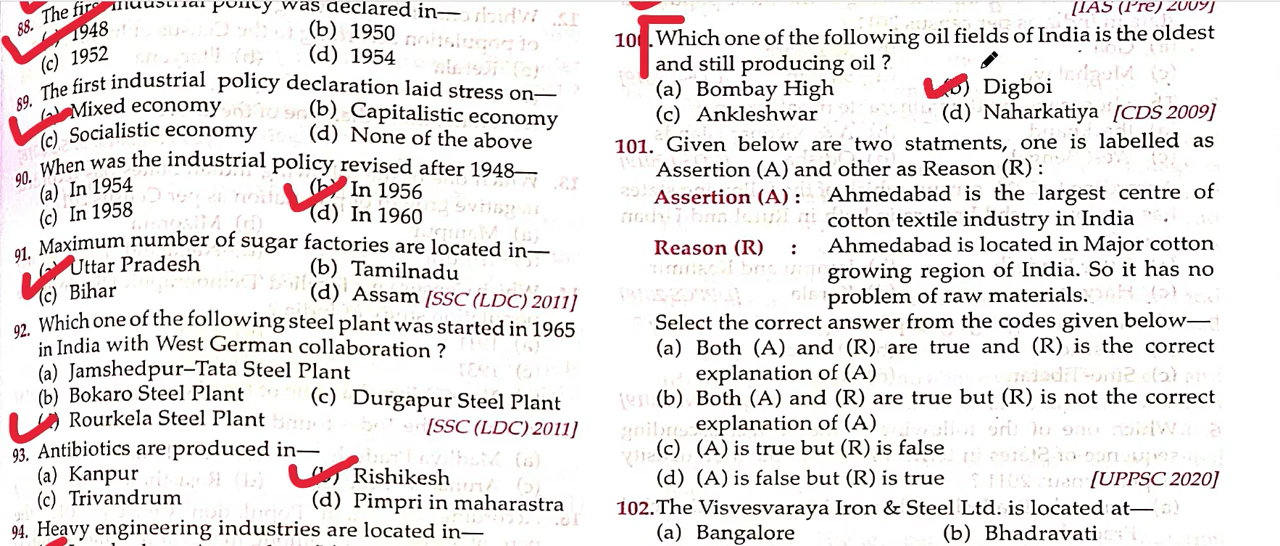 88. The first industrial policy was declared in—
1948 (b) 1950
(c) 1952 (d) 1954
89. The first industrial policy declaration laid stress on—
(a) Mixed economy (b) Capitalistic economy
(c) Socialistic economy (d) None of the above
90. When was the industrial policy revised after 1948—
(a) In 1954 (b) In 1956
(c) In 1958 (d) In 1960
91. Maximum number of sugar factories are located in—
(a) Uttar Pradesh (b) Tamilnadu
(c) Bihar (d) Assam [SSC (LDC) 2011]
92. Which one of the following steel plant was started in 1965
in India with West German collaboration ?
(a) Jamshedpur–Tata Steel Plant
(b) Bokaro Steel Plant (c) Durgapur Steel Plant
Rourkela Steel Plant [SSC (LDC) 2011]
93. Antibiotics are produced in—
(a) Kanpur (b) Rishikesh
(c) Trivandrum (d) Pimpri in maharastra
94. Heavy engineering industries are located in—
[IAS (Pre) 2009]
Which one of the following oil fields of India is the oldest
and still producing oil ?
(a) Bombay High (b) Digboi
(c) Ankleshwar (d) Naharkatiya [CDS 2009]
101. Given below are two statments, one is labelled as
Assertion (A) and other as Reason (R) :
Assertion (A) : Ahmedabad is the largest centre of
cotton textile industry in India
Reason (R) : Ahmedabad is located in Major cotton
growing region of India. So it has no
problem of raw materials.
Select the correct answer from the codes given below—
(a) Both (A) and (R) are true and (R) is the correct
explanation of (A)
(b) Both (A) and (R) are true but (R) is not the correct
explanation of (A)
(c) (A) is true but (R) is false
(d) (A) is false but (R) is true [UPPSC 2020]
102. The Visvesvaraya Iron & Steel Ltd. is located at—
(a) Bangalore (b) Bhadravati